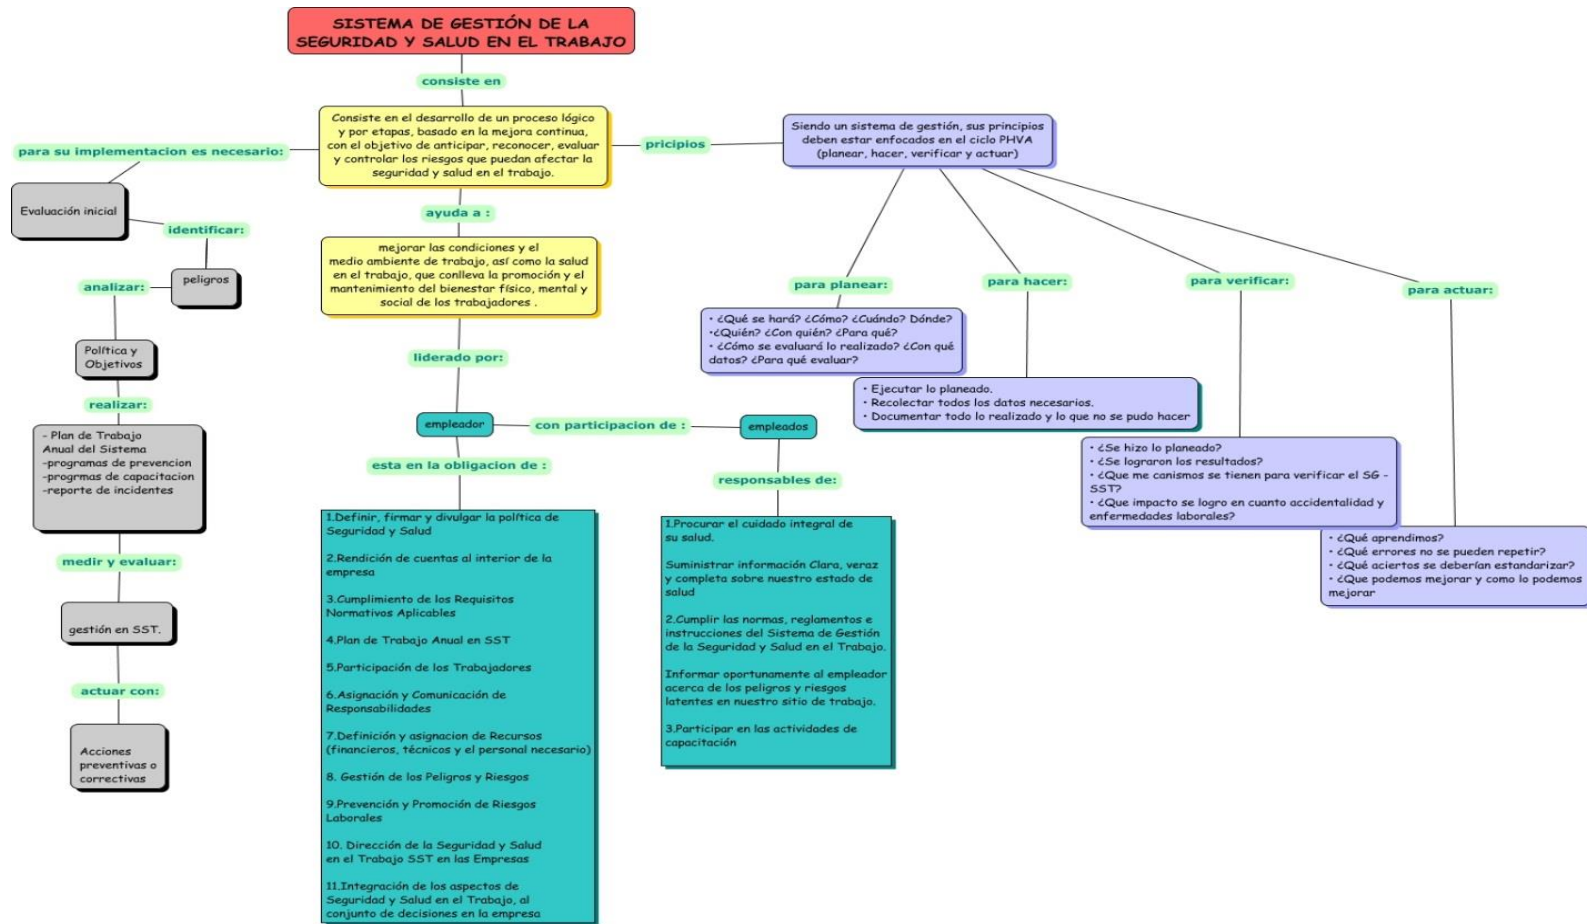 SISTEMA DE GESTIÓN DE LA
SEGURIDAD Y SALUD EN EL TRABAJO
consiste en
Consiste en el desarrollo de un proceso lógico
y por etapas, basado en la mejora continua,
con el objetivo de anticipar, reconocer, evaluar
y controlar los riesgos que puedan afectar la
seguridad y salud en el trabajo.
para su implementacion es necesario:
Evaluación inicial
identificar:
peligros
analizar:
Política y
Objetivos
realizar:
- Plan de Trabajo
Anual del Sistema
-programas de prevencion
-progrmas de capacitacion
-reporte de incidentes
medir y evaluar:
gestión en SST.
actuar con:
Acciones
preventivas o
correctivas
ayuda a :
mejorar las condiciones y el
medio ambiente de trabajo, así como la salud
en el trabajo, que conlleva la promoción y el
mantenimiento del bienestar físico, mental y
social de los trabajadores .
liderado por:
empleador
con participacion de :
empleados
esta en la obligacion de :
1.Definir, firmar y divulgar la política de
Seguridad y Salud
2.Rendición de cuentas al interior de la
empresa
3.Cumplimiento de los Requisitos
Normativos Aplicables
4.Plan de Trabajo Anual en SST
5.Participación de los Trabajadores
6.Asignación y Comunicación de
Responsabilidades
7.Definición y asignacion de Recursos
(financieros, técnicos y el personal necesario)
8. Gestión de los Peligros y Riesgos
9.Prevención y Promoción de Riesgos
Laborales
10. Dirección de la Seguridad y Salud
en el Trabajo SST en las Empresas
11.Integración de los aspectos de
Seguridad y Salud en el Trabajo, al
conjunto de decisiones en la empresa
responsables de:
1.Procurar el cuidado integral de
su salud.
Suministrar información Clara, veraz
y completa sobre nuestro estado de
salud
2.Cumplir las normas, reglamentos e
instrucciones del Sistema de Gestión
de la Seguridad y Salud en el Trabajo.
Informar oportunamente al empleador
acerca de los peligros y riesgos
latentes en nuestro sitio de trabajo.
3.Participar en las actividades de
capacitación
pricipios
Siendo un sistema de gestión, sus principios
deben estar enfocados en el ciclo PHVA
(planear, hacer, verificar y actuar)
para planear:
• ¿Qué se hará? ¿Cómo? ¿Cuándo? Dónde?
•¿Quién? ¿Con quién? ¿Para qué?
• ¿Cómo se evaluará lo realizado? ¿Con qué
datos? ¿Para qué evaluar?
para hacer:
• Ejecutar lo planeado.
• Recolectar todos los datos necesarios.
• Documentar todo lo realizado y lo que no se pudo hacer
para verificar:
• ¿Se hizo lo planeado?
• ¿Se lograron los resultados?
• ¿Que me canismos se tienen para verificar el SG -
SST?
• ¿Que impacto se logro en cuanto accidentalidad y
enfermedades laborales?
para actuar:
• ¿Qué aprendimos?
• ¿Qué errores no se pueden repetir?
• ¿Qué aciertos se deberían estandarizar?
• ¿Que podemos mejorar y como lo podemos
mejorar